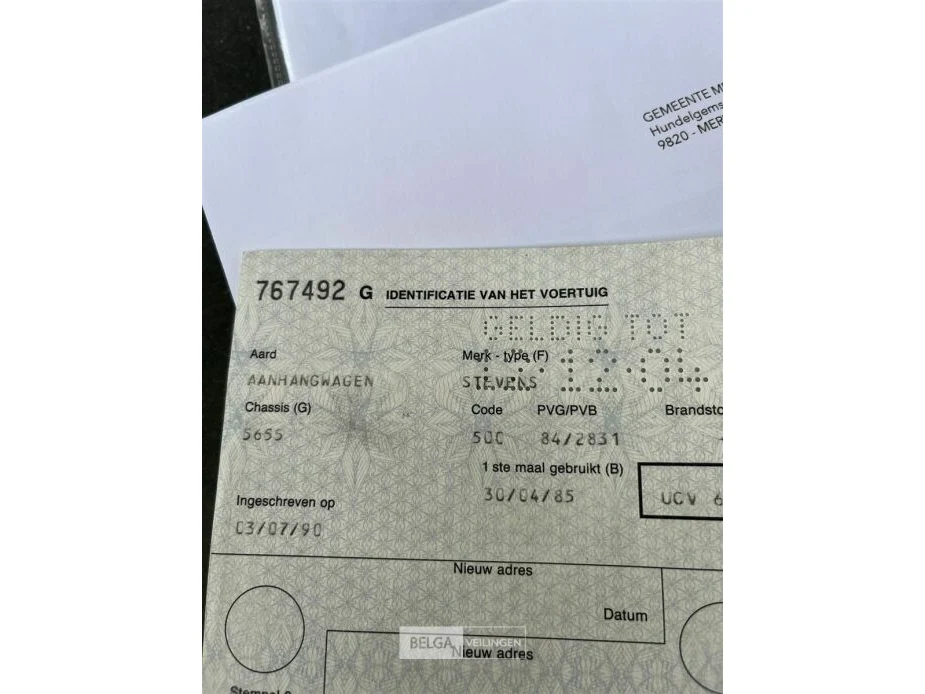 GEMEENTE
Hundelgems
9820 - MER
767492 G IDENTIFICATIE VAN HET VOERTUIG
GELDIG TOT
12·04
Aard
Merk - type (F)
AANHANGWAGEN
STEVENS
Chassis (G)
Code PVG/PVB Brandsto
5655
50C 84/2831
1 ste maal gebruikt (B)
30/04/85
UCV 6
Ingeschreven op
03/07/90
Nieuw adres
Datum
BELGA VEILINGEN
Nieuw adres